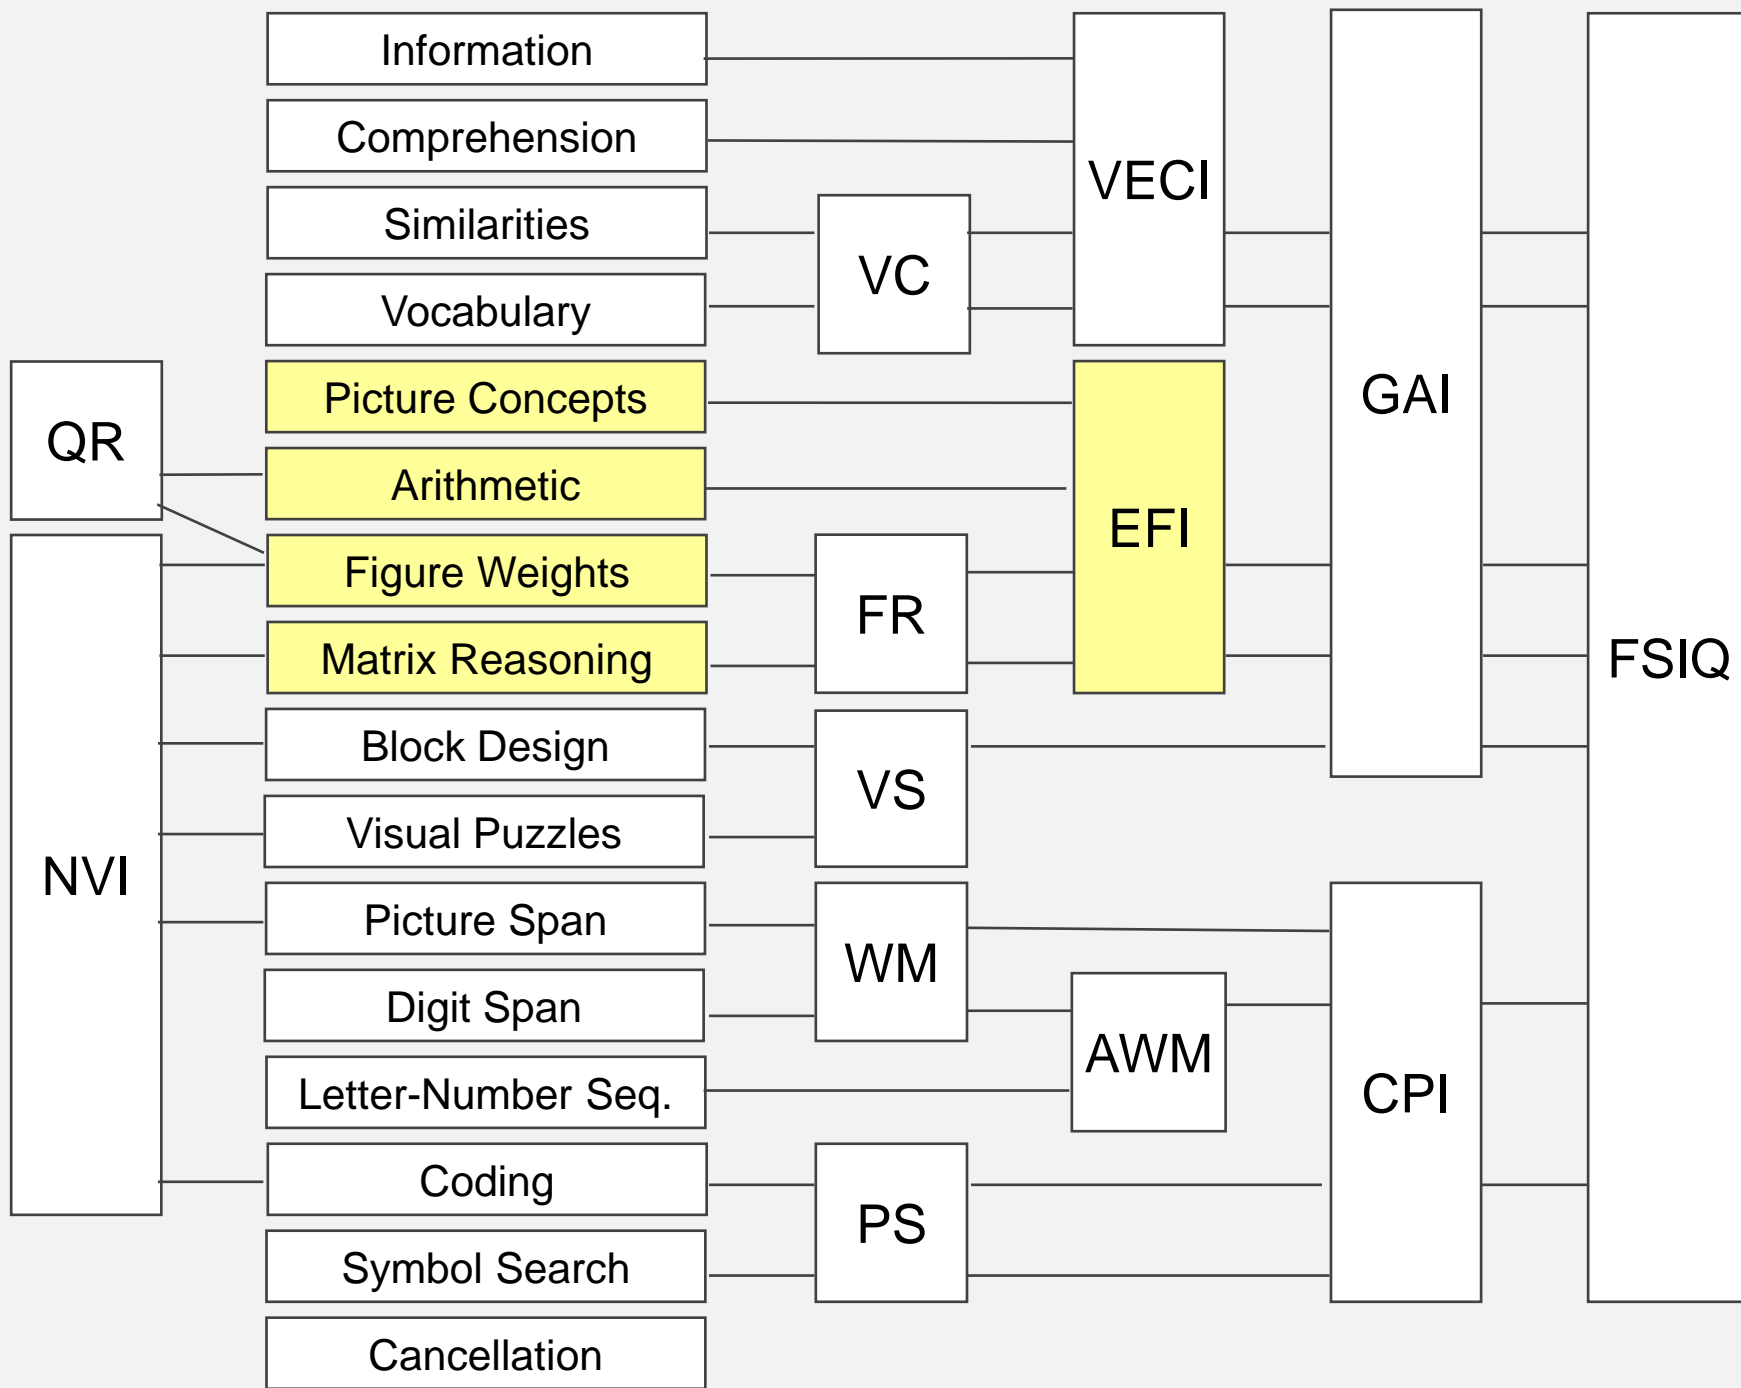 Information
Comprehension
Similarities
Vocabulary
Picture Concepts
Arithmetic
Figure Weights
Matrix Reasoning
Block Design
Visual Puzzles
Picture Span
Digit Span
Letter-Number Seq.
Coding
Symbol Search
Cancellation
QR
NVI
VC
FR
VS
WM
PS
VECI
EFI
AWM
GAI
CPI
FSIQ